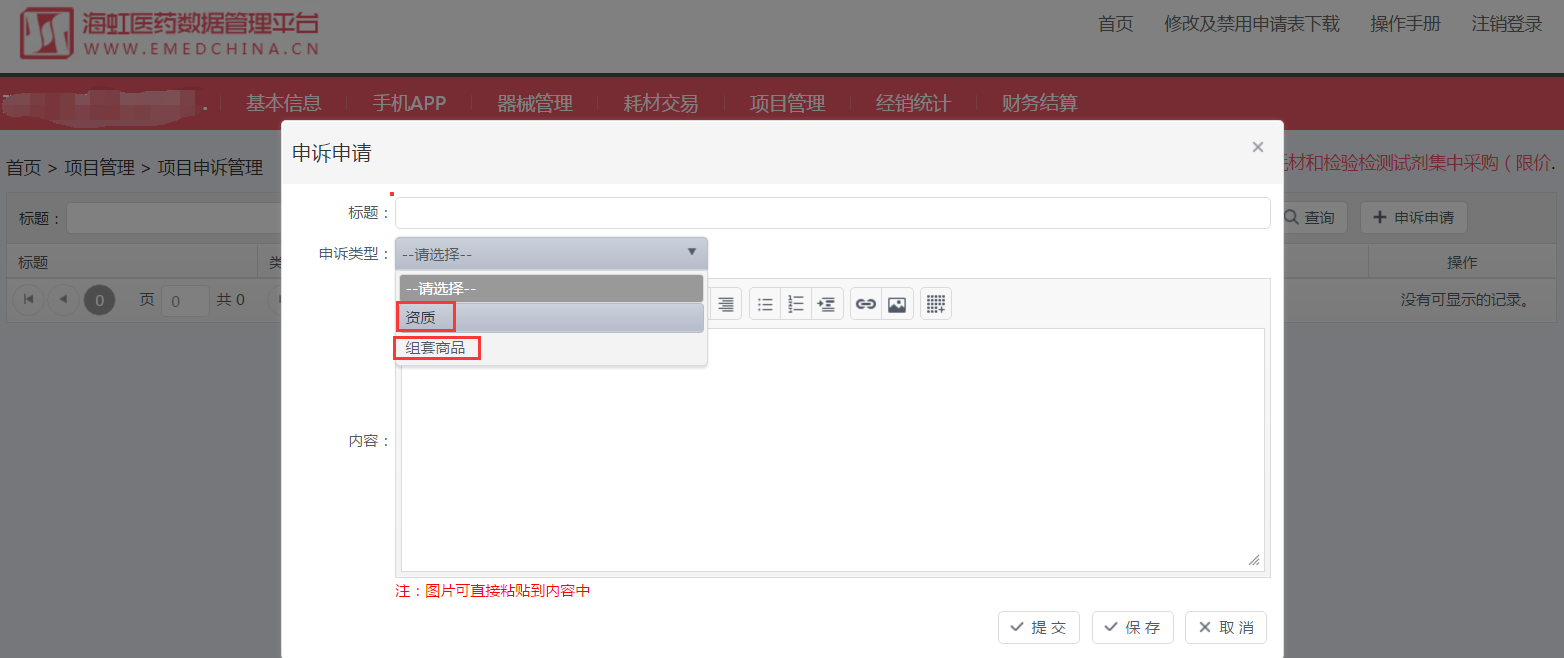 海虹医药数据管理平台
WWW.EMEDCHINA.CN
首页 修改及禁用申请表下载 操作手册 注销登录
基本信息 手机APP 器械管理 耗材交易 项目管理 经销统计 财务结算
首页 > 项目管理 > 项目申诉管理
材和检验检测试剂集中采购（限价.
标题：
查询 申诉申请
标题 类 操作
0 页 0 共 0
没有可显示的记录。
申诉申请
标题：
申诉类型： --请选择--
--请选择--
资质
组套商品
内容：
注：图片可直接粘贴到内容中
提 交 保 存 取 消